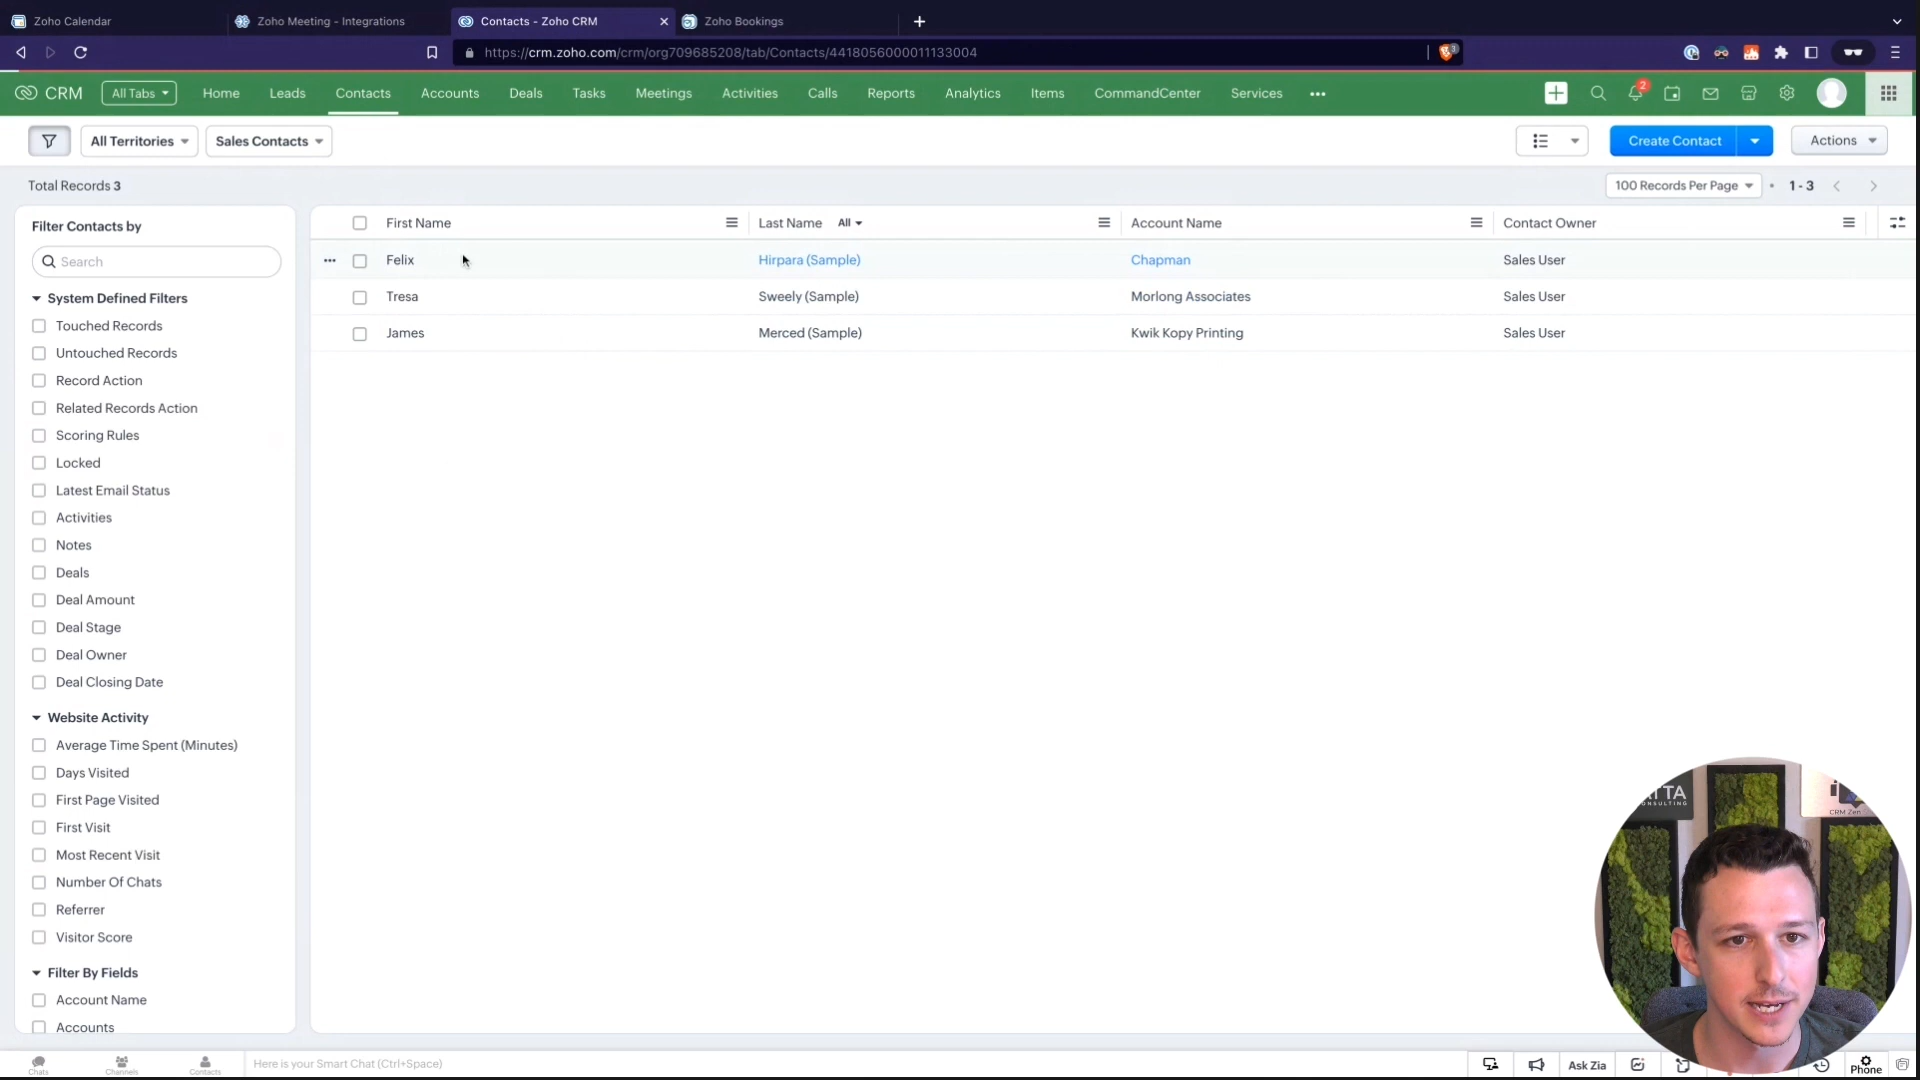 Zoho Calendar
Zoho Meeting - Integrations
Contacts - Zoho CRM
Zoho Bookings
https://crm.zoho.com/crm/org709685208/tab/Contacts/4418056000011133004
3
CRM
All Tabs
Home
Leads
Contacts
Accounts
Deals
Tasks
Meetings
Activities
Calls
Reports
Analytics
Items
CommandCenter
Services
2
All Territories
Sales Contacts
Create Contact
Actions
Total Records 3
100 Records Per Page
1 - 3
Filter Contacts by
Search
System Defined Filters
Touched Records
Untouched Records
Record Action
Related Records Action
Scoring Rules
Locked
Latest Email Status
Activities
Notes
Deals
Deal Amount
Deal Stage
Deal Owner
Deal Closing Date
Website Activity
Average Time Spent (Minutes)
Days Visited
First Page Visited
First Visit
Most Recent Visit
Number Of Chats
Referrer
Visitor Score
Filter By Fields
Account Name
Accounts
First Name Last Name All Account Name Contact Owner
Felix Hirpara (Sample) Chapman Sales User
Tresa Sweely (Sample) Morlong Associates Sales User
James Merced (Sample) Kwik Kopy Printing Sales User
CRM Zen
Chats
Channels
Contacts
Here is your Smart Chat (Ctrl+Space)
Ask Zia
Phone